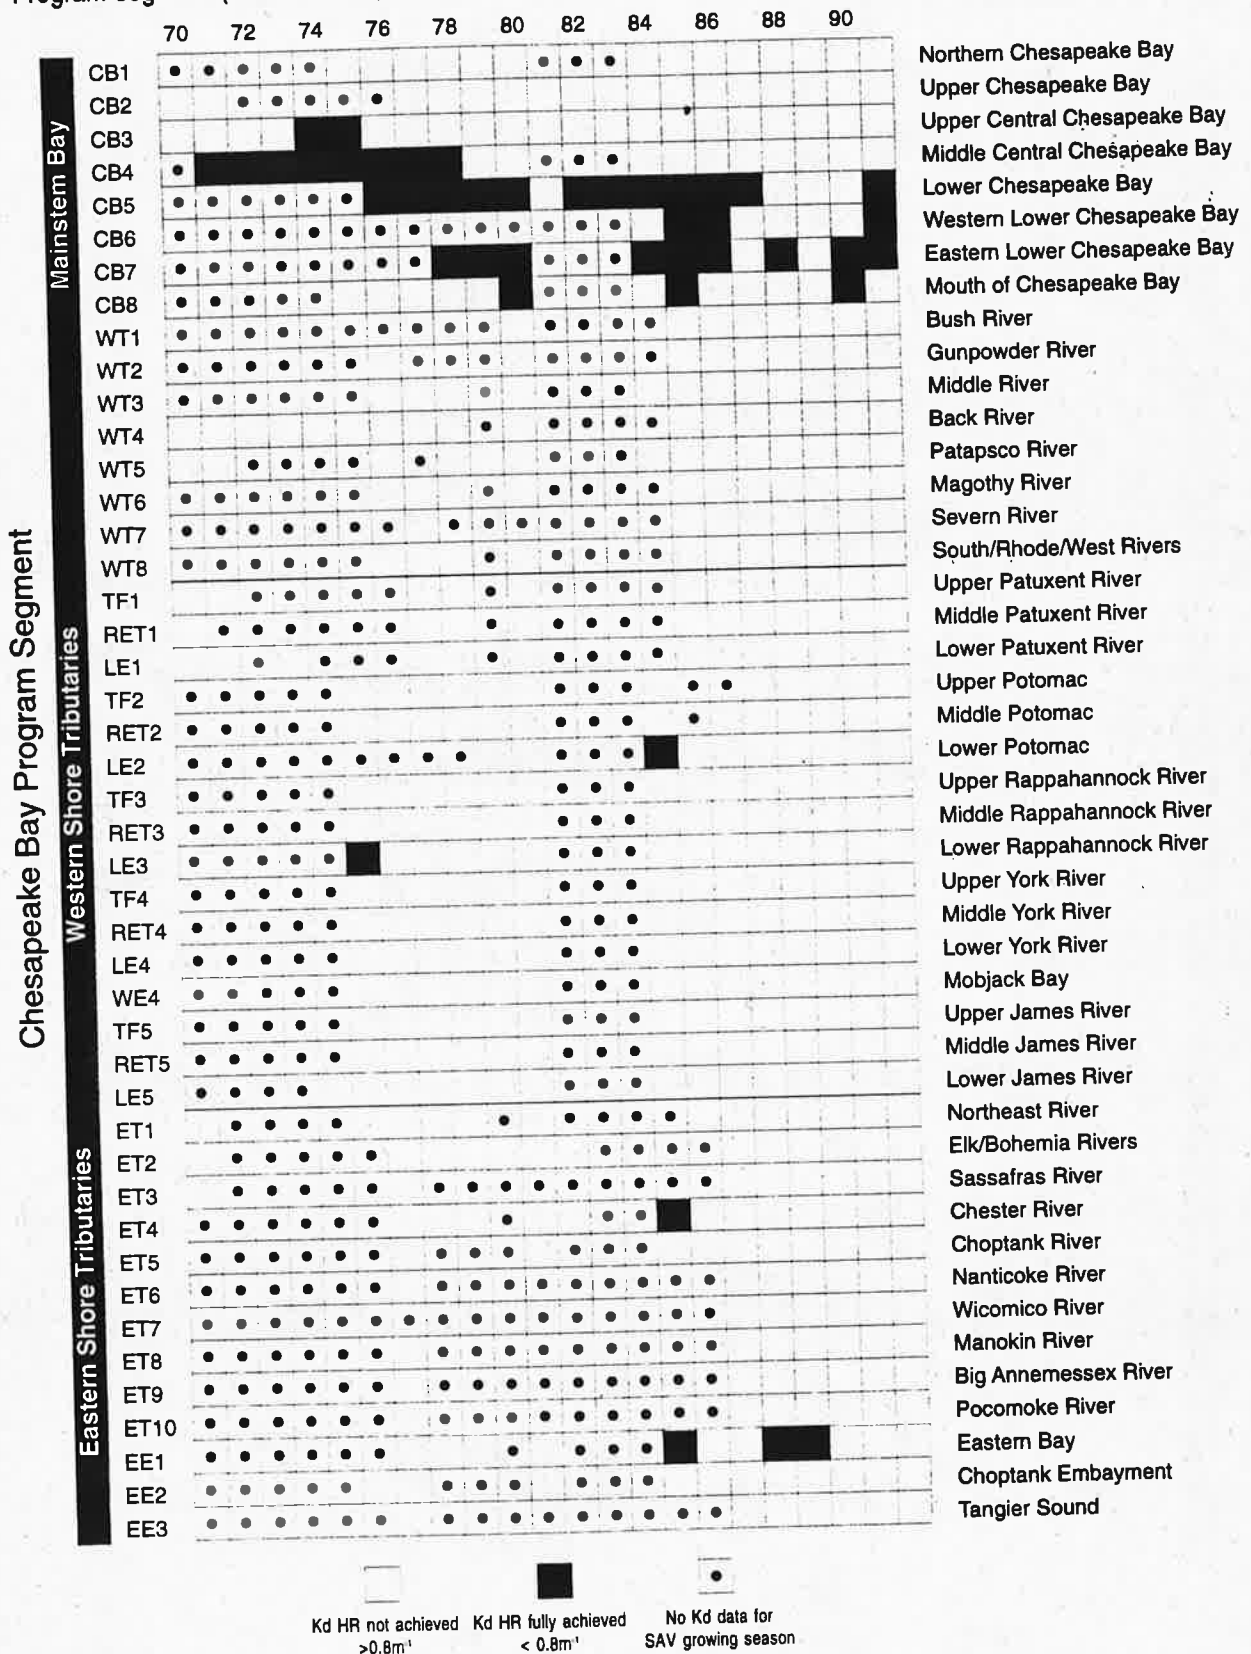 70 72 74 76 78 80 82 84 86 90
Chesapeake Bay Program Segment
Mainstem Bay
CB1 Northern Chesapeake Bay
CB2 Upper Chesapeake Bay
CB3 Upper Central Chesapeake Bay
CB4 Middle Central Chesapeake Bay
CB5 Lower Chesapeake Bay
CB6 Western Lower Chesapeake Bay
CB7 Eastern Lower Chesapeake Bay
CB8 Mouth of Chesapeake Bay
Western Shore Tributaries
WT1 Bush River
WT2 Gunpowder River
WT3 Middle River
WT4 Back River
WT5 Patapsco River
WT6 Magothy River
WT7 Severn River
WT8 South/Rhode/West Rivers
TF1 Upper Patuxent River
RET1 Middle Patuxent River
LE1 Lower Patuxent River
TF2 Upper Potomac
RET2 Middle Potomac
LE2 Lower Potomac
TF3 Upper Rappahannock River
RET3 Middle Rappahannock River
LE3 Lower Rappahannock River
TF4 Upper York River
RET4 Middle York River
LE4 Lower York River
WE4 Mobjack Bay
TF5 Upper James River
RET5 Middle James River
LE5 Lower James River
Eastern Shore Tributaries
ET1 Northeast River
ET2 Elk/Bohemia Rivers
ET3 Sassafras River
ET4 Chester River
ET5 Choptank River
ET6 Nanticoke River
ET7 Wicomico River
ET8 Manokin River
ET9 Big Annemessex River
ET10 Pocomoke River
EE1 Eastern Bay
EE2 Choptank Embayment
EE3 Tangier Sound
Kd HR not achieved Kd HR fully achieved No Kd data for
>0.8m⁻¹ < 0.8m⁻¹ SAV growing season